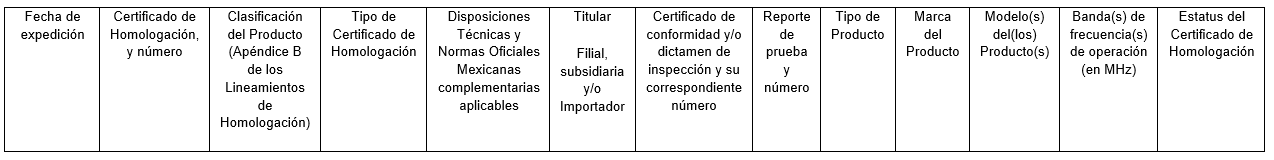 Fecha de
expedición
Certificado de
Homologación,
y número
Clasificación
del Producto
(Apéndice B
de los
Lineamientos
de
Homologación)
Tipo de
Certificado de
Homologación
Disposiciones
Técnicas y
Normas Oficiales
Mexicanas
complementarias
aplicables
Titular
Filial,
subsidiaria
y/o
Importador
Certificado de
conformidad y/o
dictamen de
inspección y su
correspondiente
número
Reporte
de
prueba
y
número
Tipo de
Producto
Marca
del
Producto
Modelo(s)
del(los)
Producto(s)
Banda(s) de
frecuencia(s)
de operación
(en MHz)
Estatus del
Certificado de
Homologación